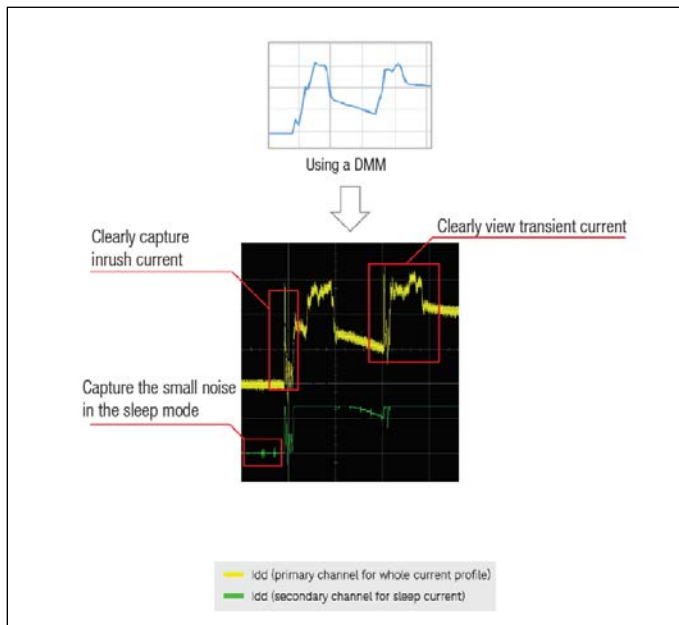 Using a DMM
Clearly view transient current
Clearly capture
inrush current
Capture the small noise
in the sleep mode
Idd (primary channel for whole current profile)
Idd (secondary channel for sleep current)